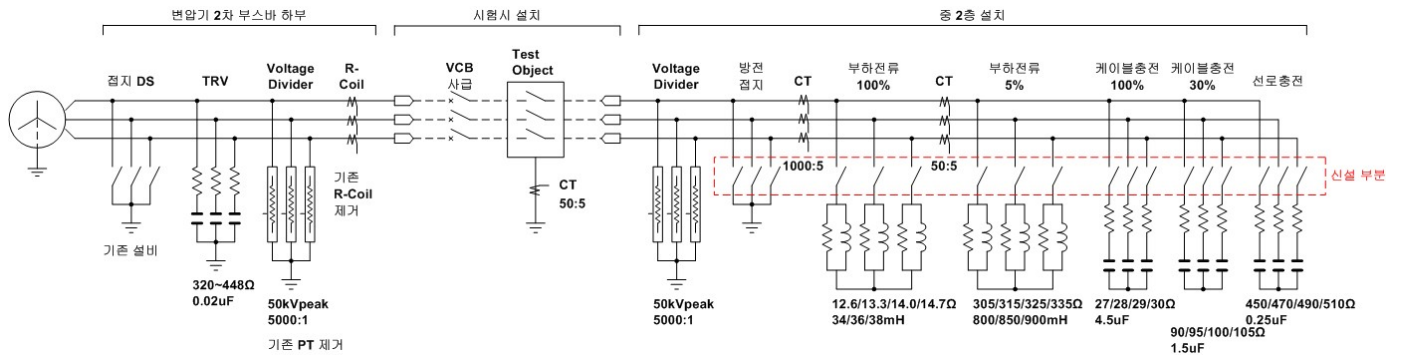 변압기 2차 부스바 하부
시험시 설치
중 2층 설치
접지 DS
TRV
Voltage
Divider
R-
Coil
VCB
사급
Test
Object
Voltage
Divider
방전
접지
CT
부하전류
100%
CT
부하전류
5%
케이블충전
100%
케이블충전
30%
선로충전
1000:5
50:5
신설 부분
기존
R-Coil
제거
CT
50:5
기존 설비
320~448Ω
0.02uF
50kVpeak
5000:1
기존 PT 제거
50kVpeak
5000:1
12.6/13.3/14.0/14.7Ω
34/36/38mH
305/315/325/335Ω
800/850/900mH
27/28/29/30Ω
4.5uF
90/95/100/105Ω
1.5uF
450/470/490/510Ω
0.25uF